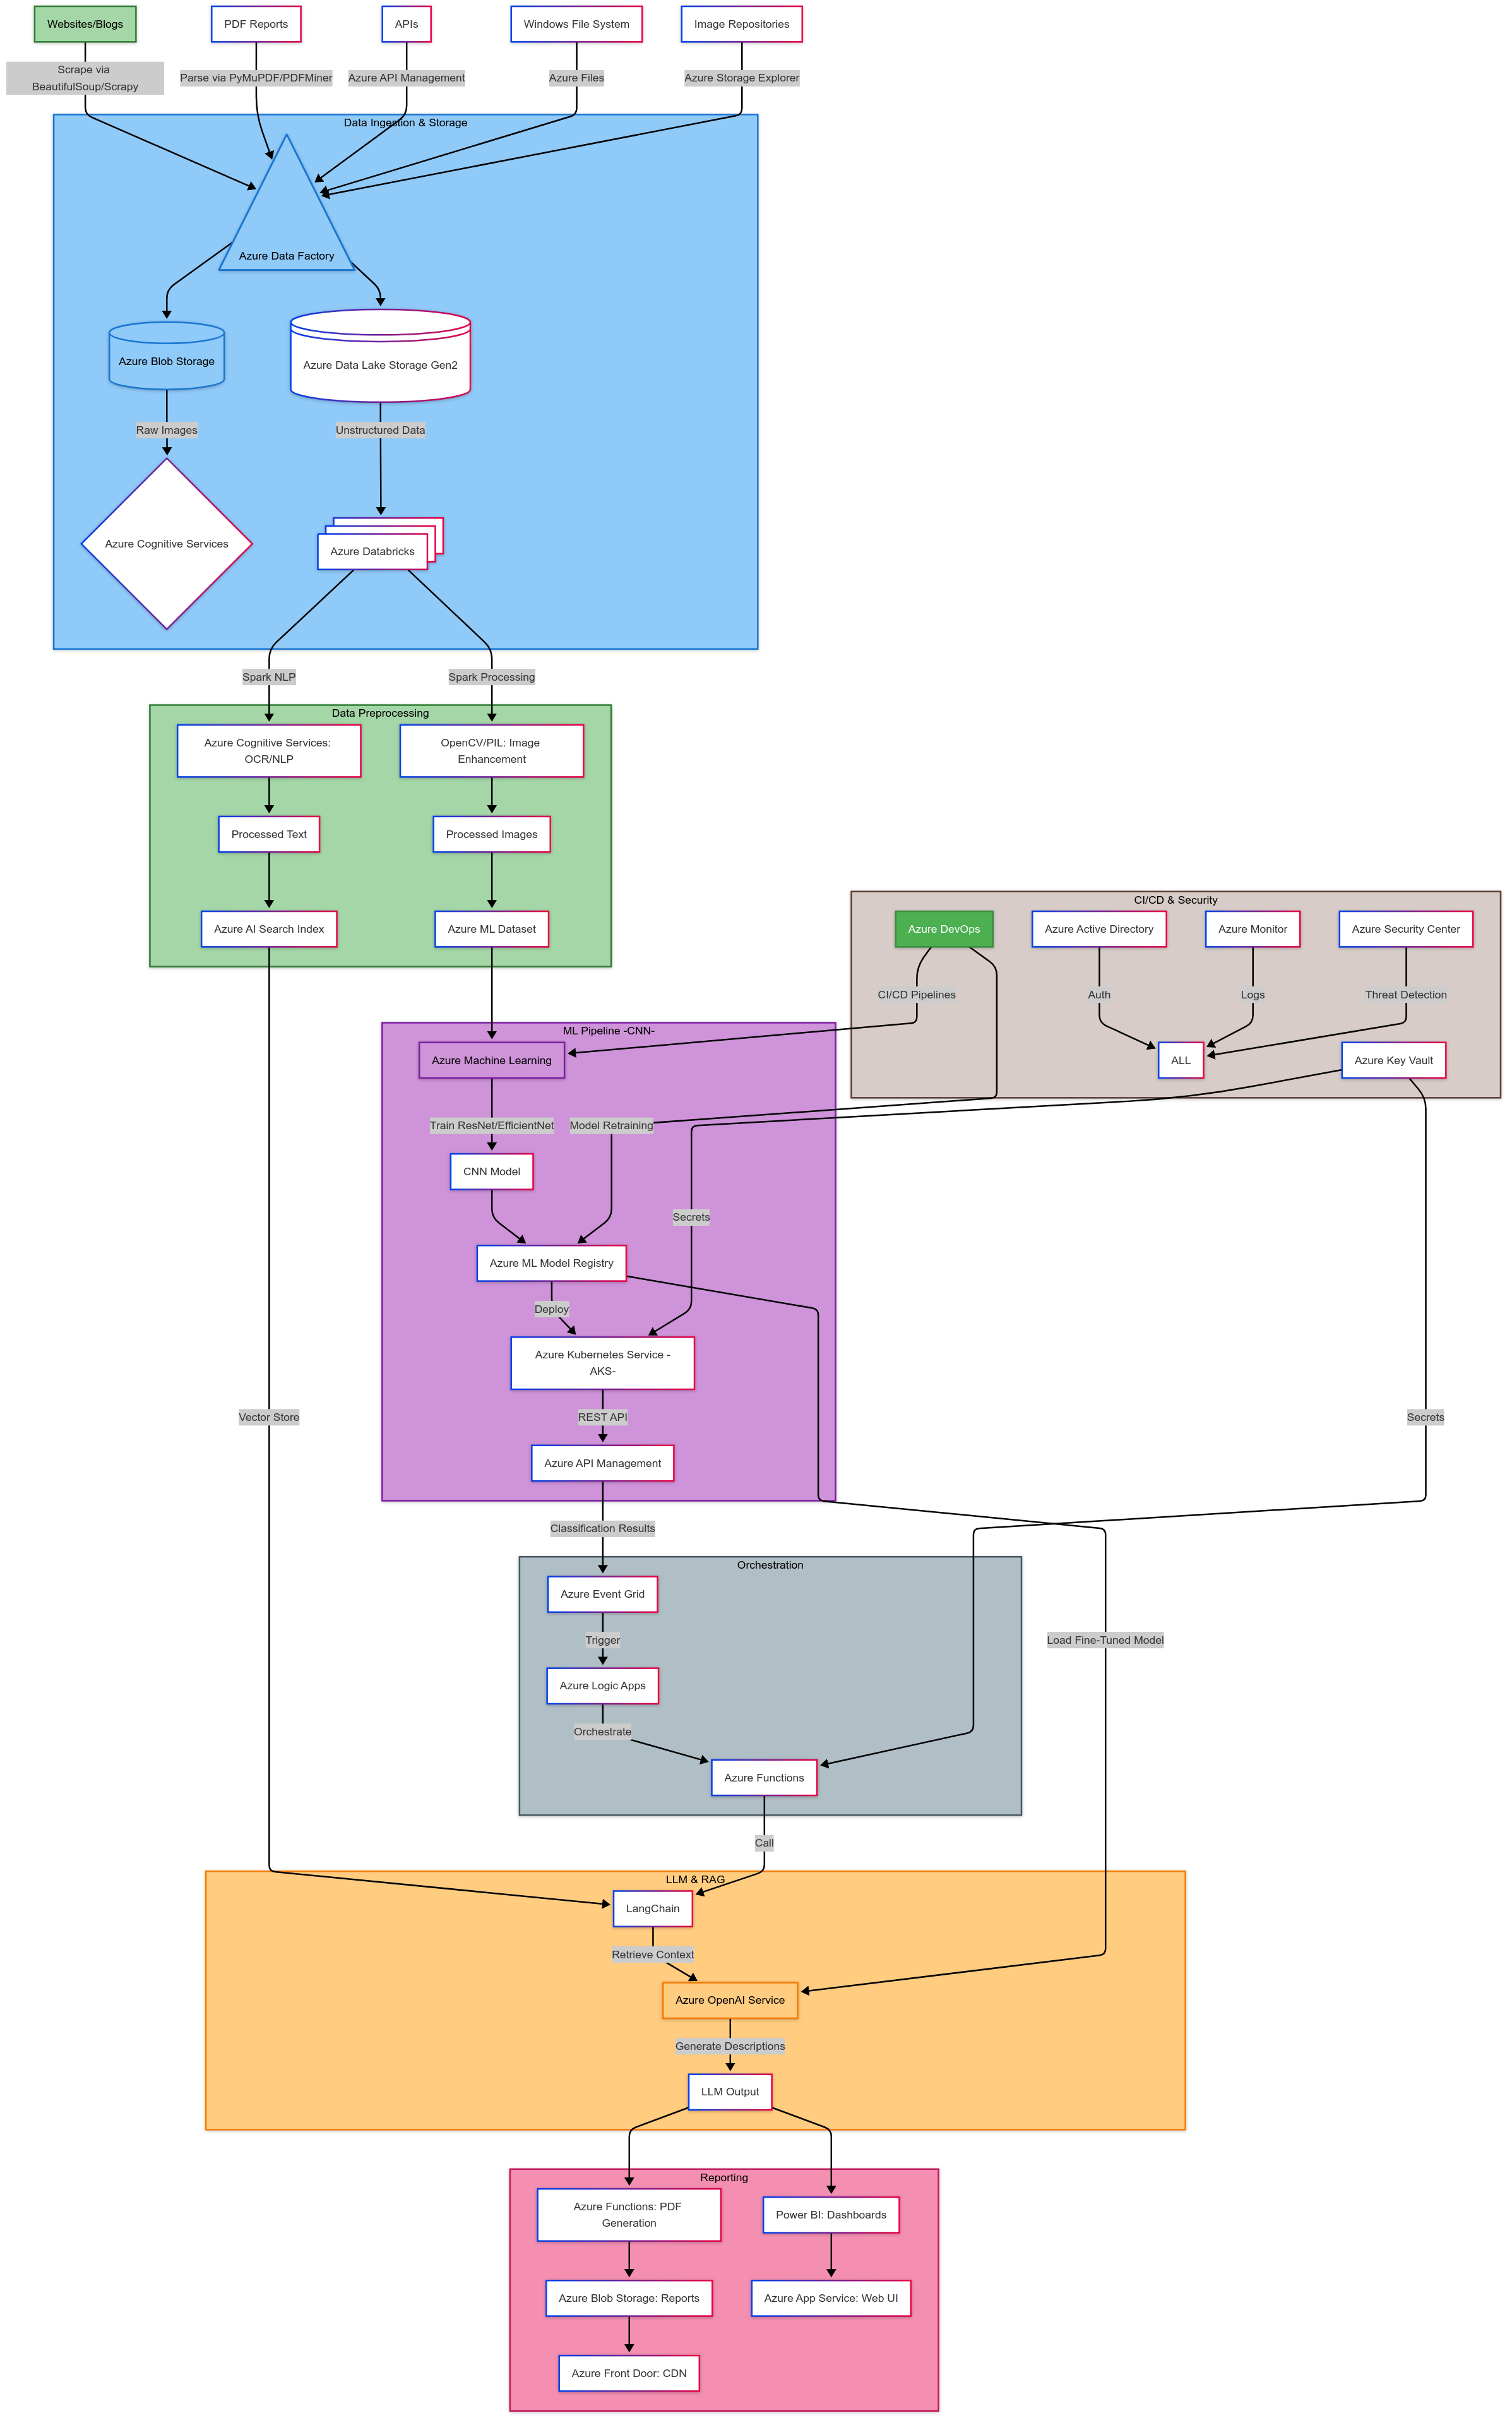 Websites/Blogs
PDF Reports
APIs
Windows File System
Image Repositories
Scrape via
BeautifulSoup/Scrapy
Parse via PyMuPDF/PDFMiner
Azure API Management
Azure Files
Azure Storage Explorer
Data Ingestion & Storage
Azure Data Factory
Azure Blob Storage
Azure Data Lake Storage Gen2
Raw Images
Unstructured Data
Azure Cognitive Services
Azure Databricks
Spark NLP
Spark Processing
Data Preprocessing
Azure Cognitive Services:
OCR/NLP
OpenCV/PIL: Image
Enhancement
Processed Text
Processed Images
Azure AI Search Index
Azure ML Dataset
CI/CD & Security
Azure DevOps
Azure Active Directory
Azure Monitor
Azure Security Center
CI/CD Pipelines
Auth
Logs
Threat Detection
ALL
Azure Key Vault
ML Pipeline -CNN-
Azure Machine Learning
Train ResNet/EfficientNet
Model Retraining
CNN Model
Secrets
Azure ML Model Registry
Deploy
Azure Kubernetes Service -
AKS-
REST API
Azure API Management
Vector Store
Secrets
Classification Results
Orchestration
Azure Event Grid
Trigger
Load Fine-Tuned Model
Azure Logic Apps
Orchestrate
Azure Functions
Call
LLM & RAG
LangChain
Retrieve Context
Azure OpenAI Service
Generate Descriptions
LLM Output
Reporting
Azure Functions: PDF
Generation
Power BI: Dashboards
Azure Blob Storage: Reports
Azure App Service: Web UI
Azure Front Door: CDN